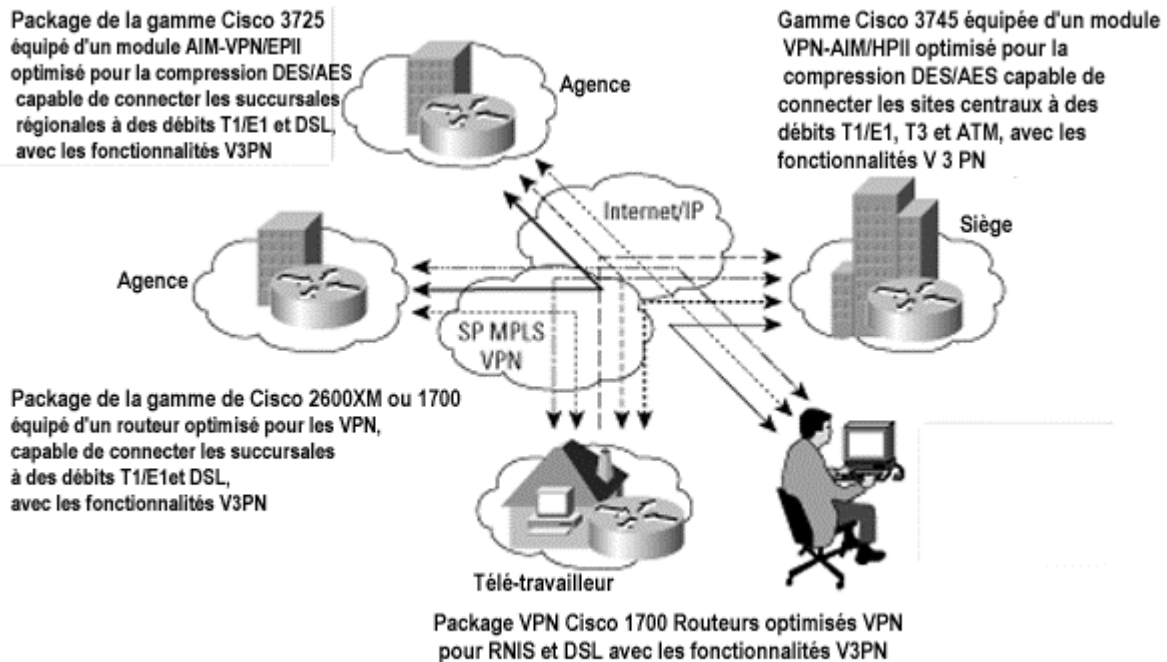 Package de la gamme Cisco 3725
équipé d'un module AIM-VPN/EPII
optimisé pour la compression DES/AES
capable de connecter les succursales
régionales à des débits T1/E1 et DSL,
avec les fonctionnalités V3PN
Agence
Gamme Cisco 3745 équipée d'un module
VPN-AIM/HPII optimisé pour la
compression DES/AES capable de
connecter les sites centraux à des
débits T1/E1, T3 et ATM, avec les
fonctionnalités V 3 PN
Internet/IP
Siège
Agence
SP MPLS
VPN
Package de la gamme de Cisco 2600XM ou 1700
équipé d'un routeur optimisé pour les VPN,
capable de connecter les succursales
à des débits T1/E1et DSL,
avec les fonctionnalités V3PN
Télé-travailleur
Package VPN Cisco 1700 Routeurs optimisés VPN
pour RNIS et DSL avec les fonctionnalités V3PN